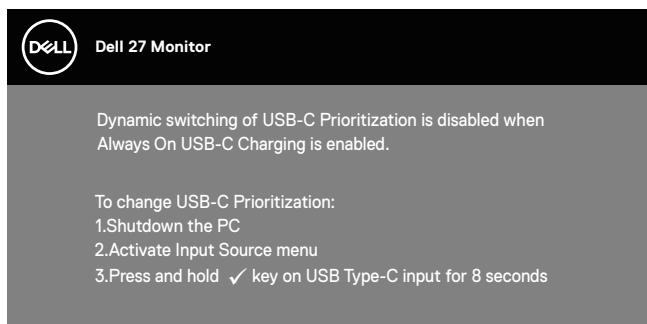 DELL
Dell 27 Monitor
Dynamic switching of USB-C Prioritization is disabled when
Always On USB-C Charging is enabled.
To change USB-C Prioritization:
1.Shutdown the PC
2.Activate Input Source menu
3.Press and hold ✓ key on USB Type-C input for 8 seconds